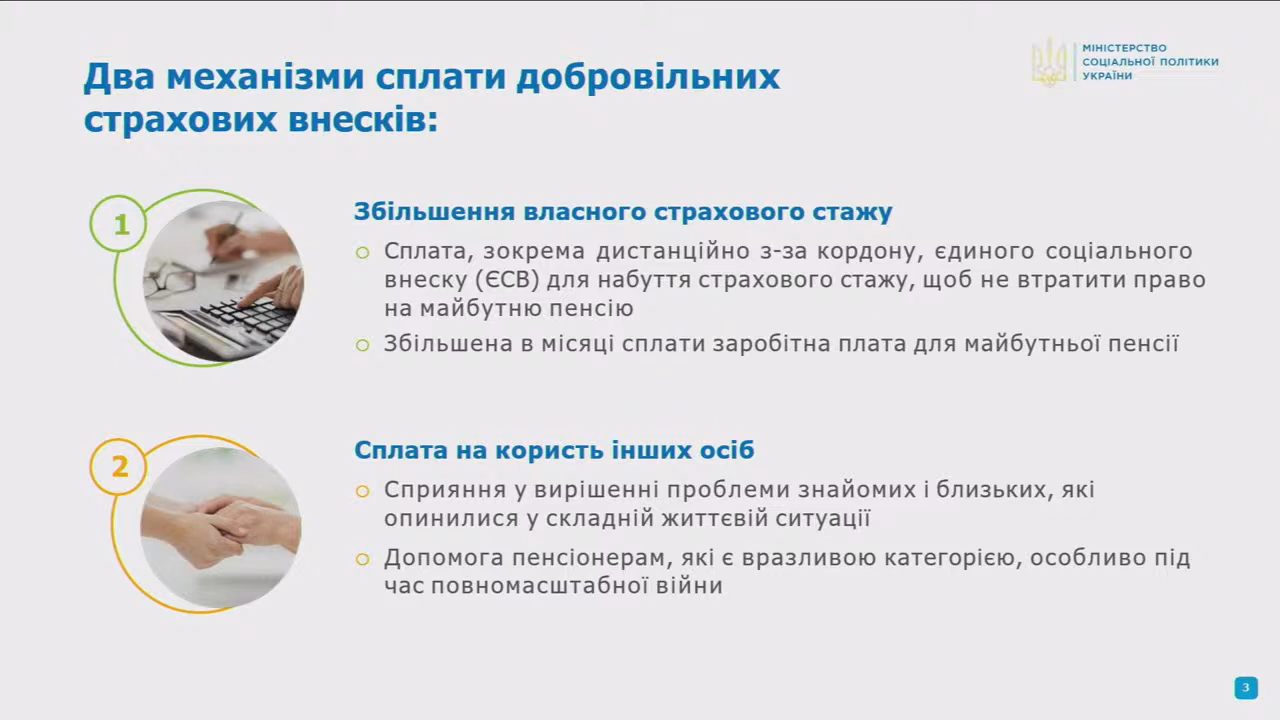 Два механізми сплати добровільних
страхових внесків:
МІНІСТЕРСТВО
СОЦІАЛЬНОЇ ПОЛІТИКИ
УКРАЇНИ
1
Збільшення власного страхового стажу
Сплата, зокрема дистанційно з-за кордону, єдиного соціального
внеску (ЄСВ) для набуття страхового стажу, щоб не втратити право
на майбутню пенсію
Збільшена в місяці сплати заробітна плата для майбутньої пенсії
2
Сплата на користь інших осіб
Сприяння у вирішенні проблеми знайомих і близьких, які
опинилися у складній життєвій ситуації
Допомога пенсіонерам, які є вразливою категорією, особливо під
час повномасштабної війни
3